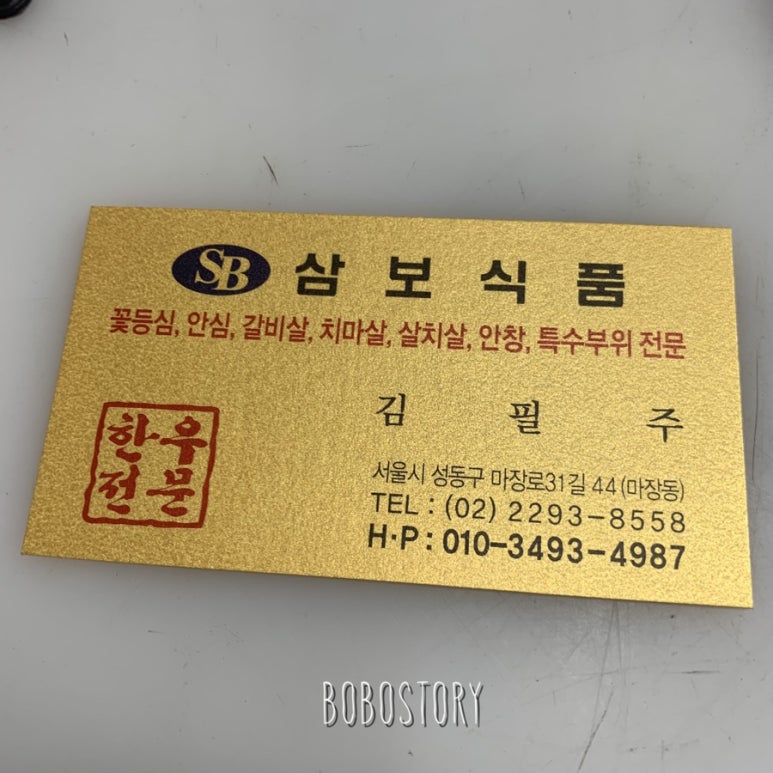 SB 삼보식품
꽃등심, 안심, 갈비살, 치마살, 살치살, 안창, 특수부위 전문
김 필 주
한우
전문
서울시 성동구 마장로31길 44 (마장동)
TEL : (02) 2293-8558
H·P : 010-3493-4987
BOBOSTORY